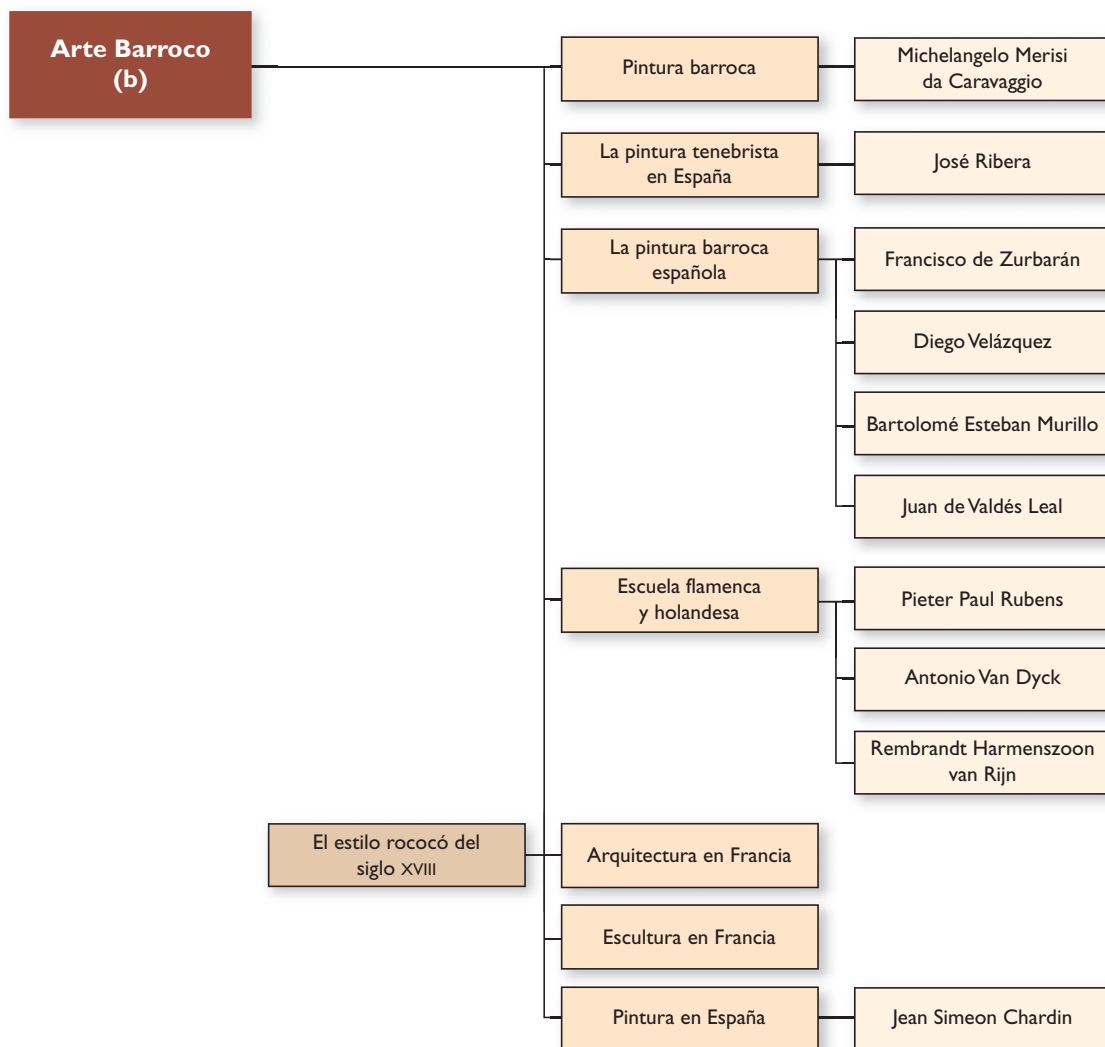 Arte Barroco
(b)
Pintura barroca
Michelangelo Merisi
da Caravaggio
La pintura tenebrista
en España
José Ribera
La pintura barroca
española
Francisco de Zurbarán
Diego Velázquez
Bartolomé Esteban Murillo
Juan de Valdés Leal
Escuela flamenca
y holandesa
Pieter Paul Rubens
Antonio Van Dyck
Rembrandt Harmenszoon
van Rijn
El estilo rococó del
siglo XVIII
Arquitectura en Francia
Escultura en Francia
Pintura en España
Jean Simeon Chardin